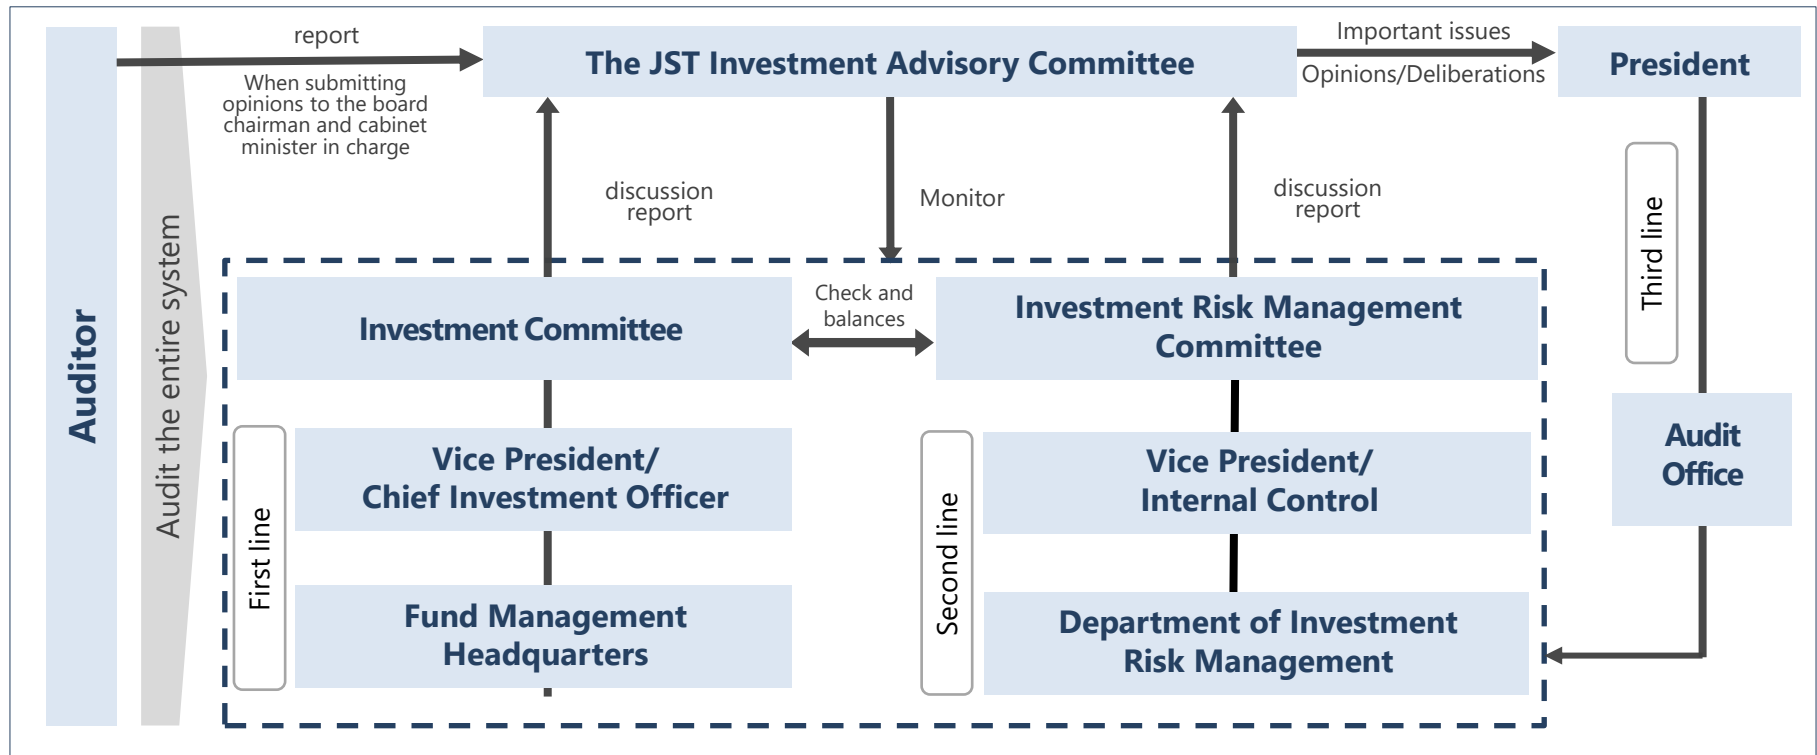 report
The JST Investment Advisory Committee
Important issues
Opinions/Deliberations
President
When submitting
opinions to the board
chairman and cabinet
minister in charge
discussion
report
Monitor
discussion
report
Auditor
Audit the entire system
Third line
Investment Committee
Check and
balances
Investment Risk Management
Committee
First line
Vice President/
Chief Investment Officer
Second line
Vice President/
Internal Control
Audit
Office
Fund Management
Headquarters
Department of Investment
Risk Management